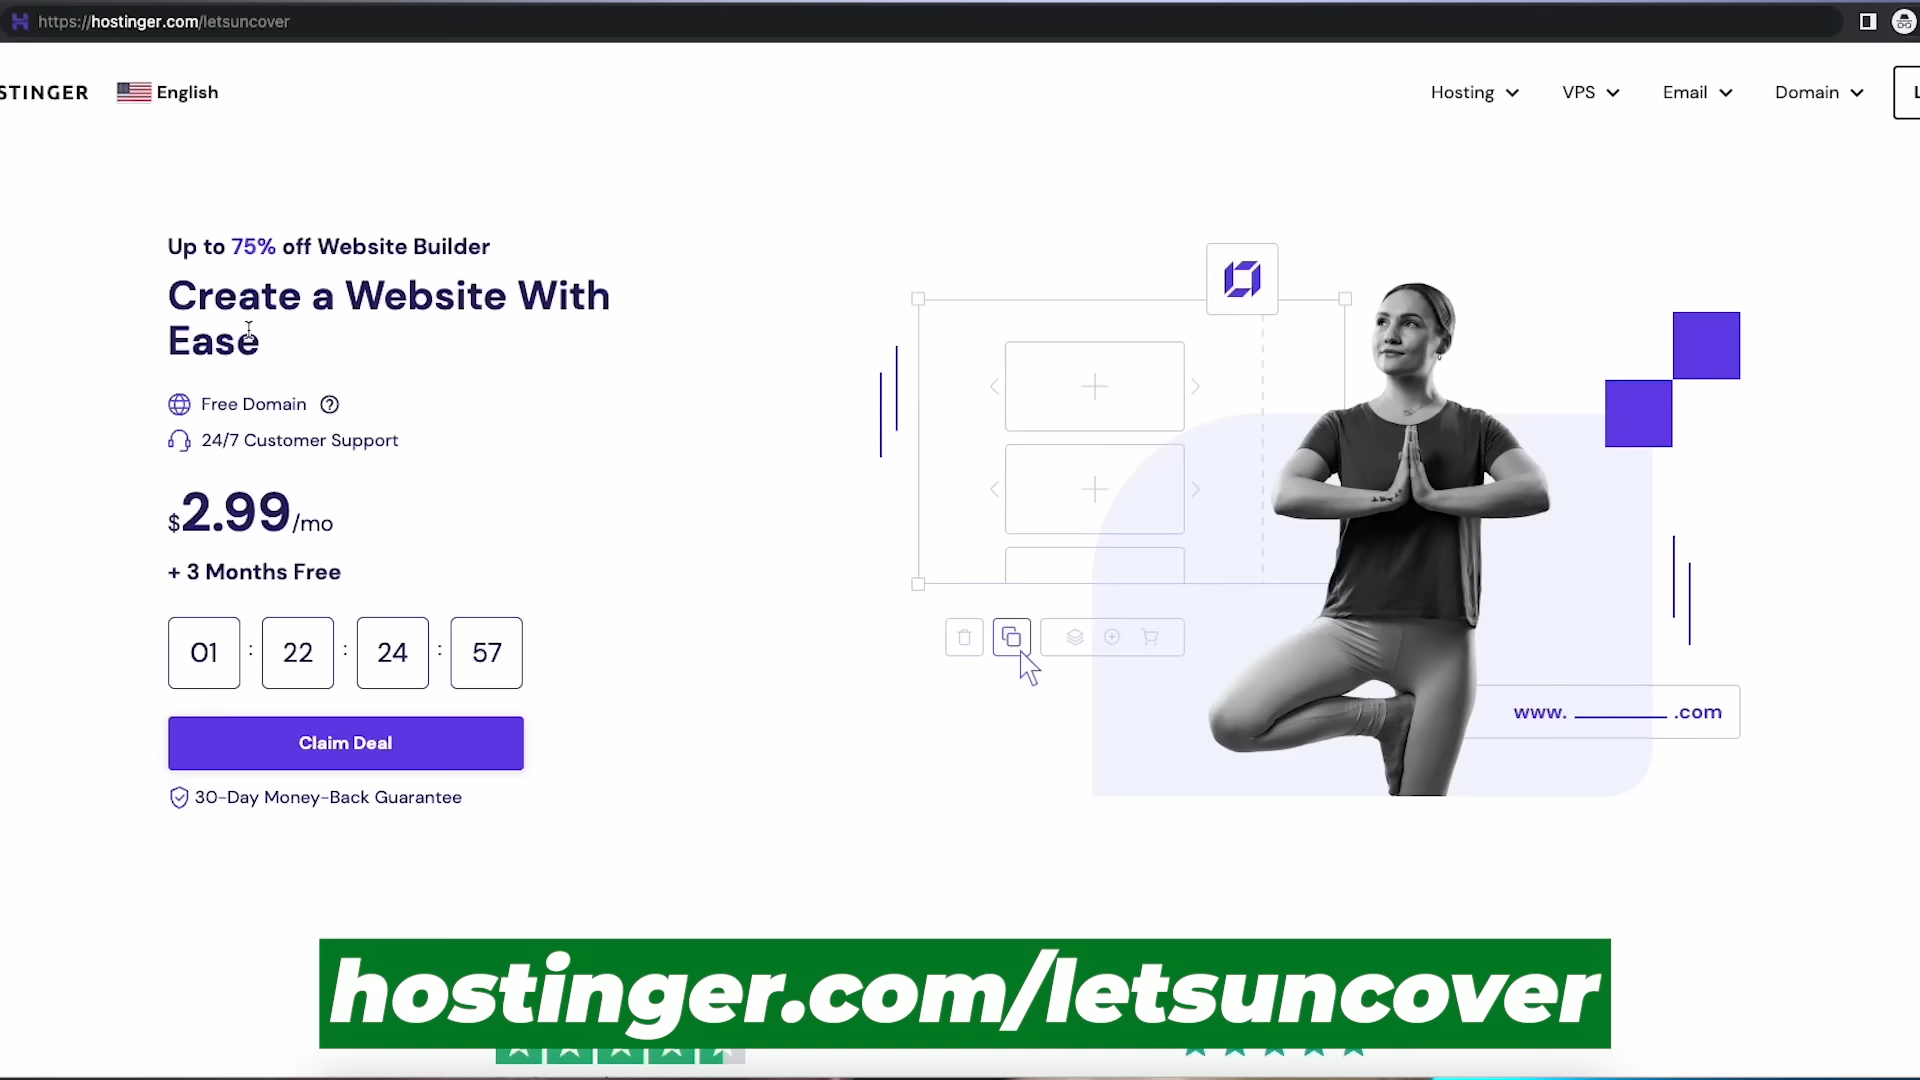 https://hostinger.com/letsuncover
STINGER
English
Hosting
VPS
Email
Domain
Up to 75% off Website Builder
Create a Website With
Ease
Free Domain
24/7 Customer Support
$2.99/mo
+ 3 Months Free
01 : 22 : 24 : 57
Claim Deal
30-Day Money-Back Guarantee
www. ________ .com
hostinger.com/letsuncover